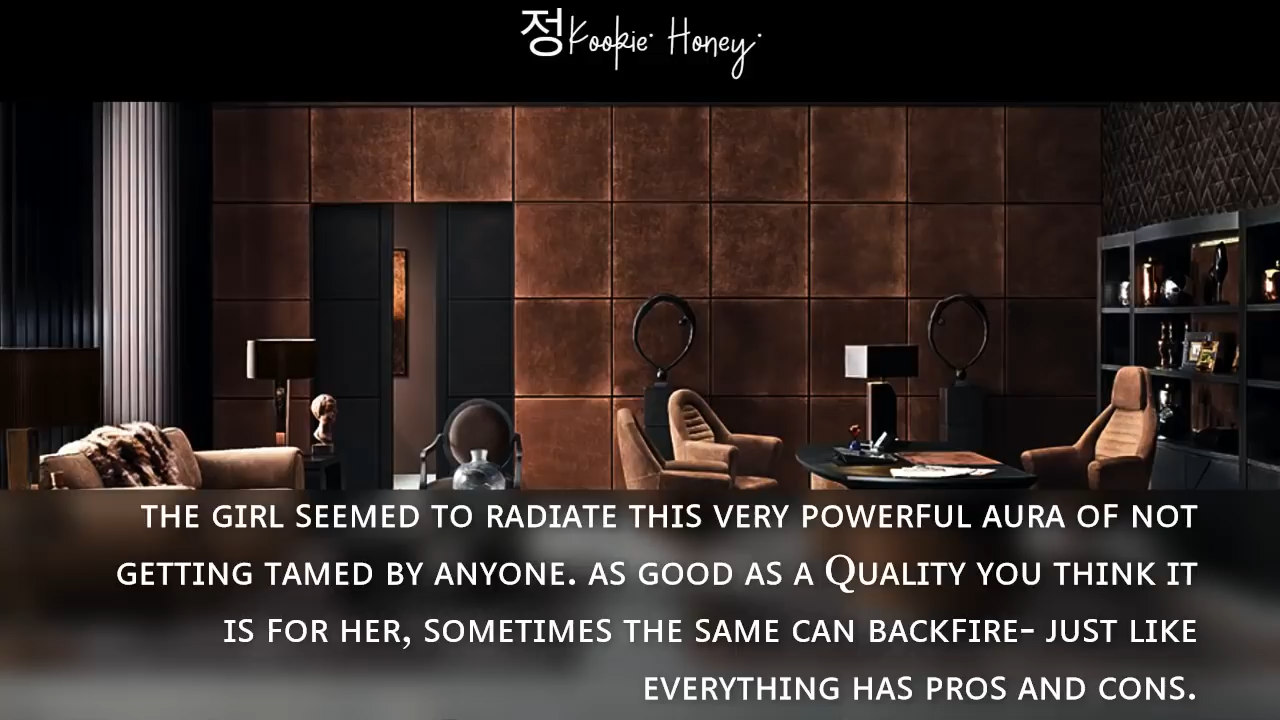 정Kookie Honey
THE GIRL SEEMED TO RADIATE THIS VERY POWERFUL AURA OF NOT
GETTING TAMED BY ANYONE. AS GOOD AS A QUALITY YOU THINK IT
IS FOR HER, SOMETIMES THE SAME CAN BACKFIRE- JUST LIKE
EVERYTHING HAS PROS AND CONS.